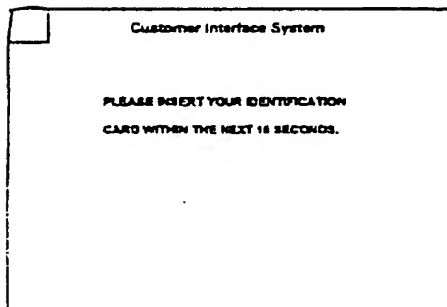 Customer Interface System
PLEASE INSERT YOUR IDENTIFICATION
CARD WITHIN THE NEXT 15 SECONDS.